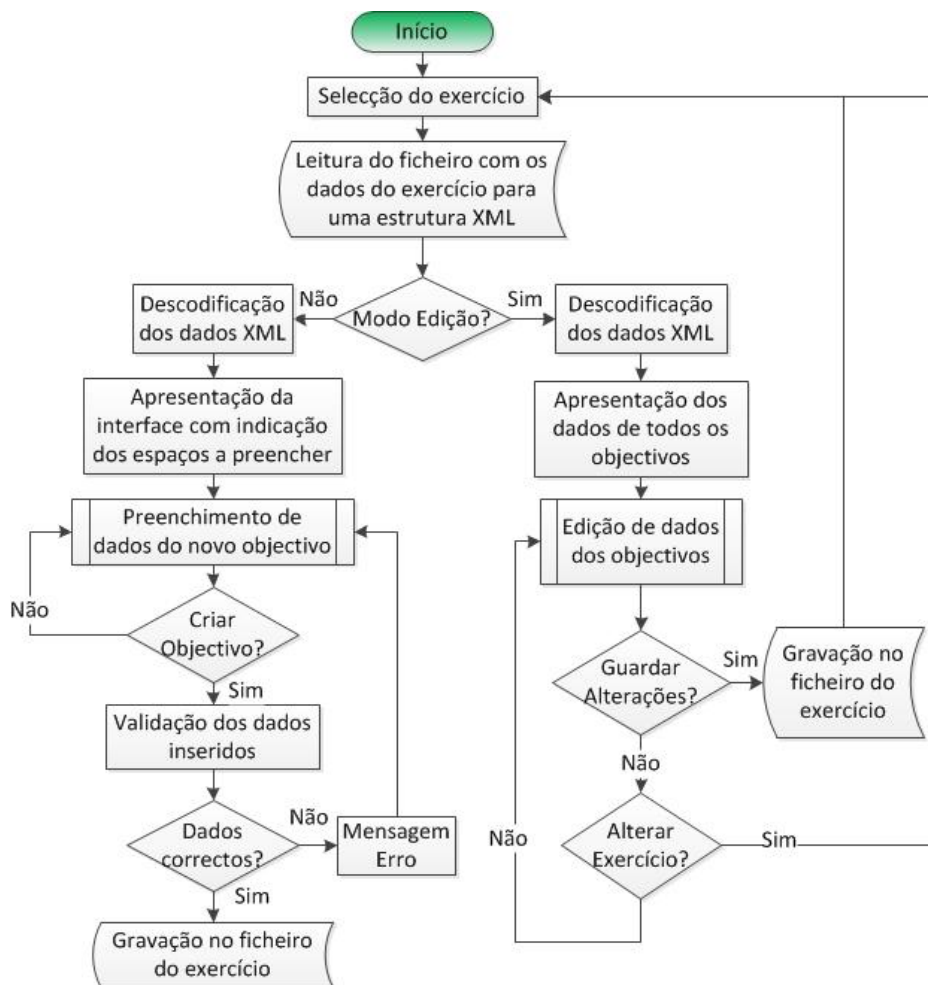 Início
Selecção do exercício
Leitura do ficheiro com os
dados do exercício para
uma estrutura XML
Não
Modo Edição?
Sim
Descodificação
dos dados XML
Descodificação
dos dados XML
Apresentação da
interface com indicação
dos espaços a preencher
Apresentação dos
dados de todos os
objectivos
Preenchimento de
dados do novo objectivo
Edição de dados
dos objectivos
Não
Criar
Objectivo?
Sim
Guardar
Alterações?
Sim
Gravação no
ficheiro do
exercício
Validação dos dados
inseridos
Não
Dados
correctos?
Não
Mensagem
Erro
Não
Alterar
Exercício?
Sim
Sim
Gravação no ficheiro
do exercício